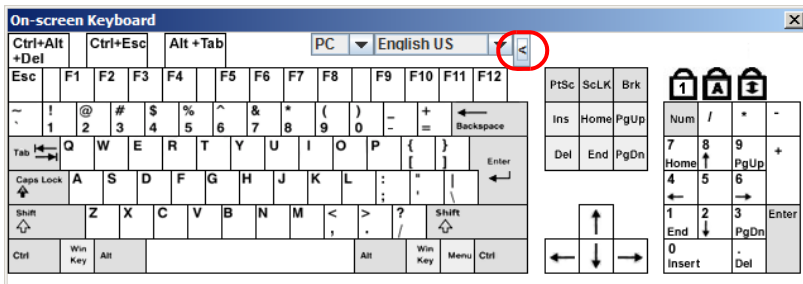 On-screen Keyboard X
Ctrl+Alt +Del Ctrl+Esc Alt +Tab PC English US <
Esc F1 F2 F3 F4 F5 F6 F7 F8 F9 F10 F11 F12 PtSc ScLK Brk 1 A
~ ` ! 1 @ 2 # 3 $ 4 % 5 ^ 6 & 7 * 8 ( 9 ) 0 _ - + = Backspace Ins Home PgUp Num / * -
Tab Q W E R T Y U I O P { [ } ] Enter Del End PgDn 7 Home 8 ↑ 9 PgUp +
Caps Lock A S D F G H J K L : ; " ' | \ 4 ← 5 6 →
Shift Z X C V B N M < , > . ? / Shift ↑ 1 End 2 ↓ 3 PgDn Enter
Ctrl Win Key Alt Alt Win Key Menu Ctrl ← ↓ → 0 Insert . Del